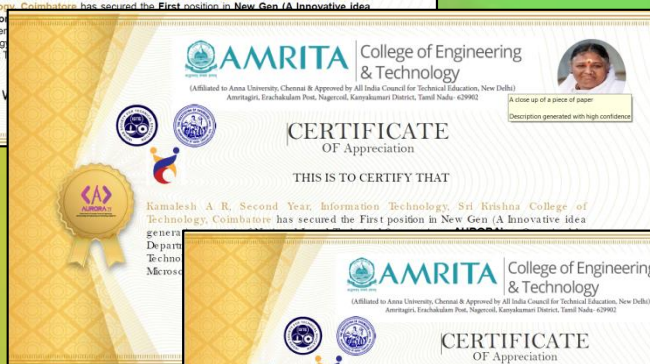 ogy, Coimbatore has secured the First position in New Gen (A Innovative idea
AMRITA College of Engineering
& Technology
(Affiliated to Anna University, Chennai & Approved by All India Council for Technical Education, New Delhi)
Amritagiri, Erachakulam Post, Nagercoil, Kanyakumari District, Tamil Nadu- 629902
A close up of a piece of paper
Description generated with high confidence
CERTIFICATE
OF Appreciation
THIS IS TO CERTIFY THAT
AURORA
Kamalesh A R, Second Year, Information Technology, Sri Krishna College of
Technology, Coimbatore has secured the First position in New Gen (A Innovative idea
genera
Depart
Techno
Microso
AMRITA College of Engineering
& Technology
(Affiliated to Anna University, Chennai & Approved by All India Council for Technical Education, New Delhi)
Amritagiri, Erachakulam Post, Nagercoil, Kanyakumari District, Tamil Nadu- 629902
CERTIFICATE
OF Appreciation